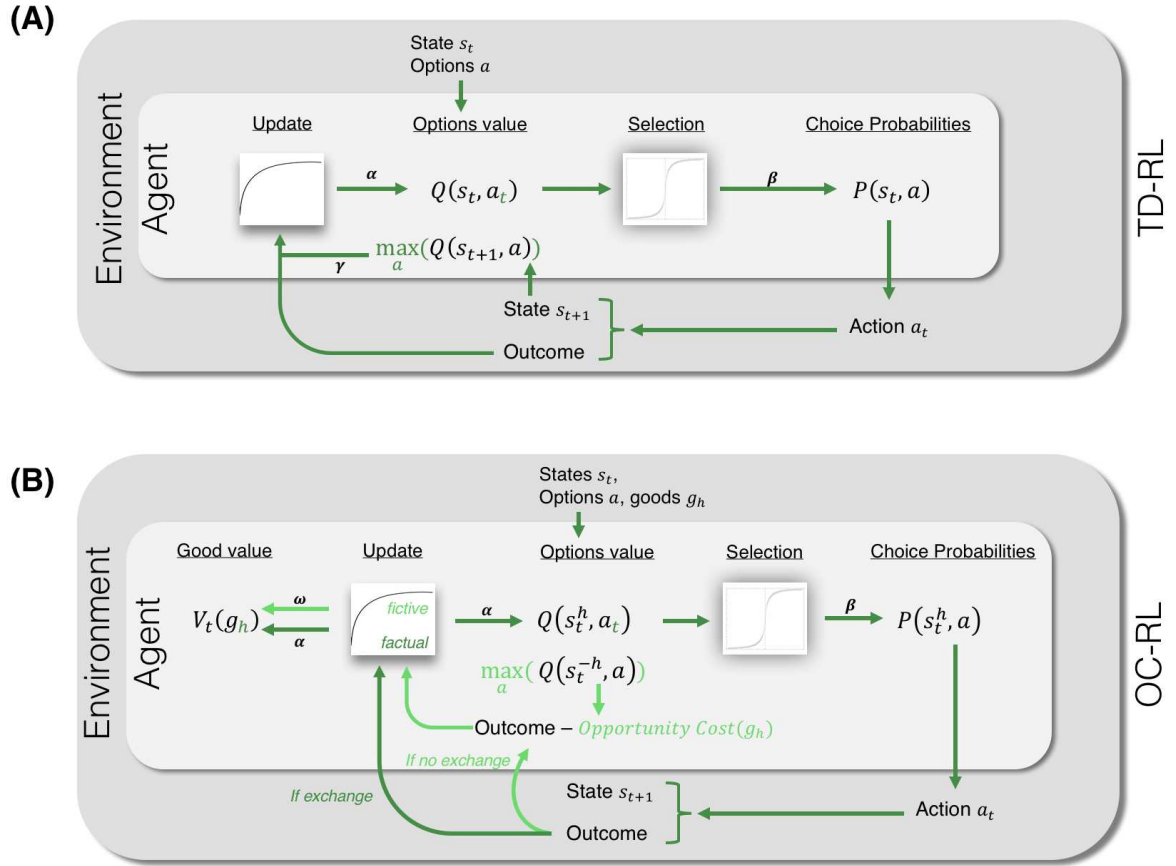 (A)
State s_t
Options a
Environment
Agent
TD-RL
Update
Options value
Selection
Choice Probabilities
α
Q(s_t, a_t)
β
P(s_t, a)
max_a(Q(s_{t+1}, a))
γ
State s_{t+1}
Outcome
Action a_t
(B)
States s_t,
Options a, goods g_h
Environment
Agent
OC-RL
Good value
Update
Options value
Selection
Choice Probabilities
V_t(g_h)
ω
α
fictive
factual
α
Q(s_t^h, a_t)
β
P(s_t^h, a)
max_a(Q(s_t^{-h}, a))
Outcome – Opportunity Cost(g_h)
If no exchange
If exchange
State s_{t+1}
Outcome
Action a_t